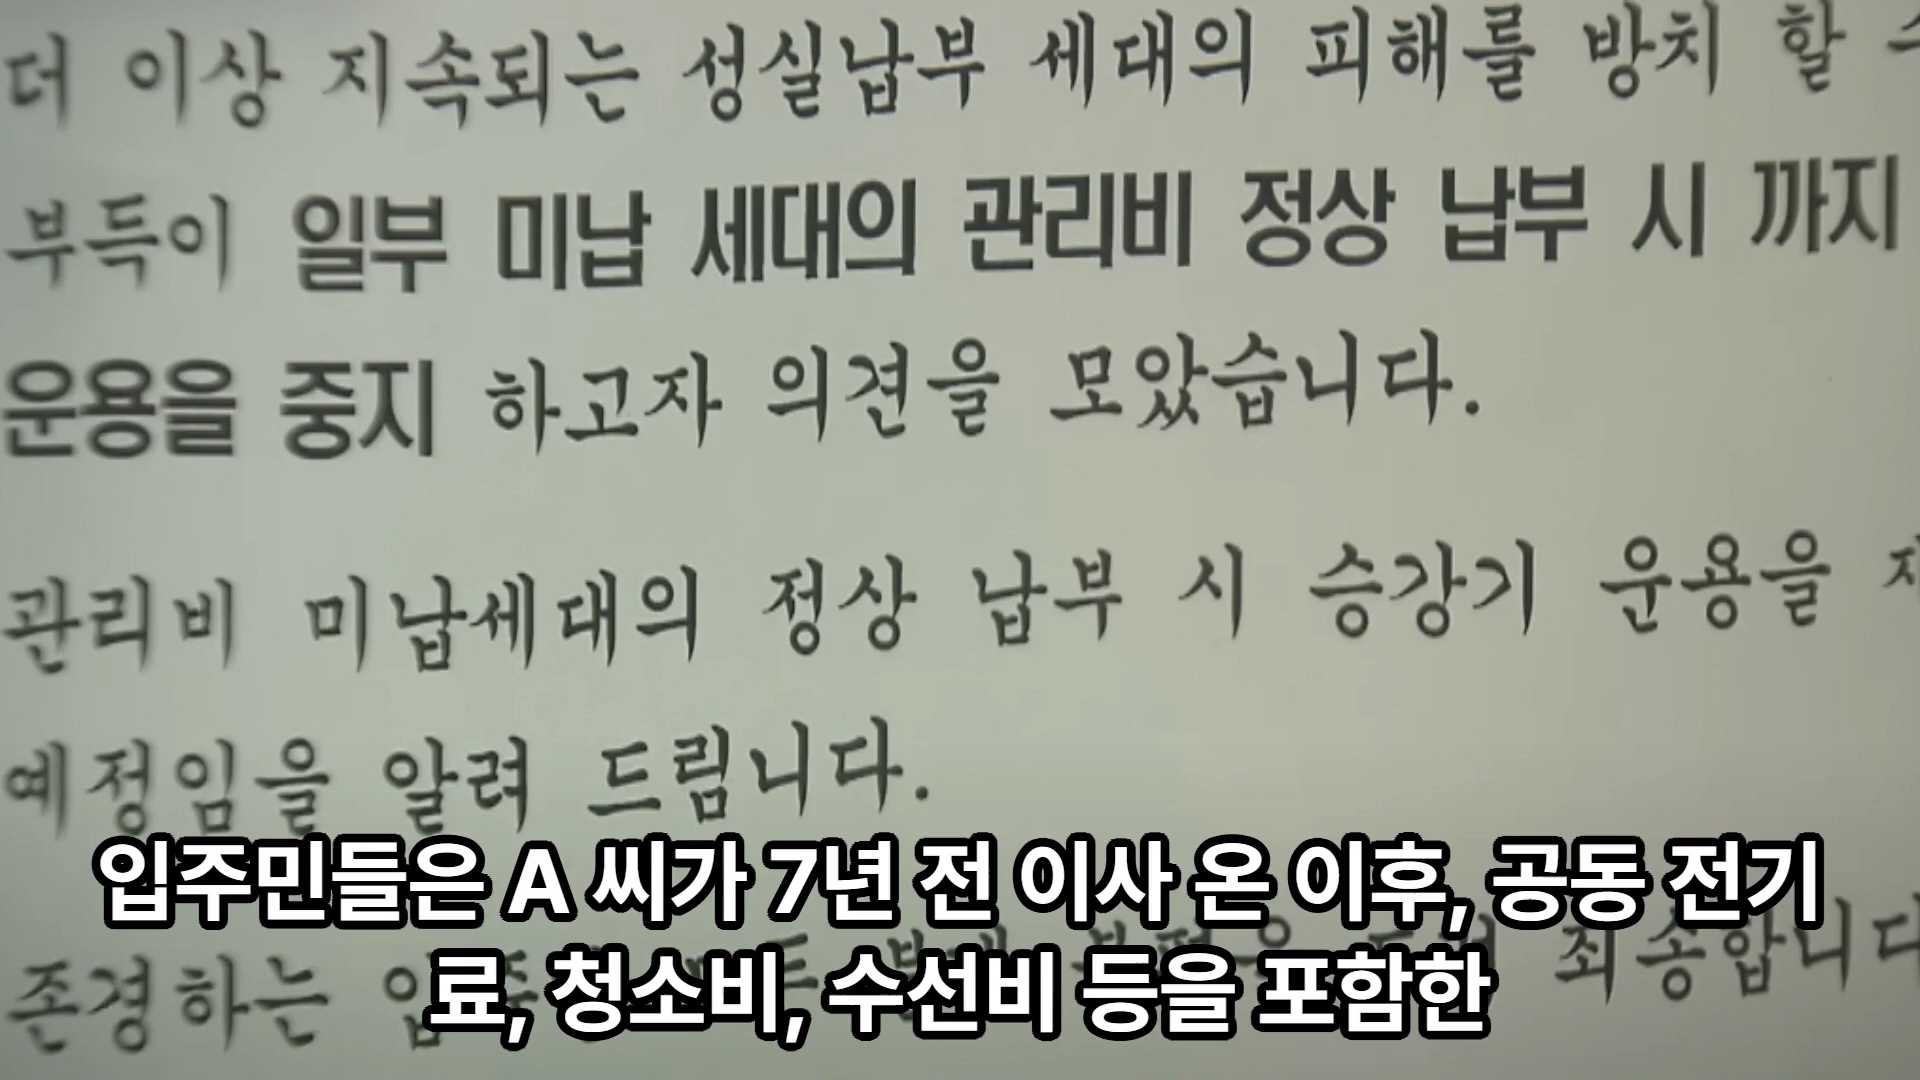 더 이상 지속되는 성실납부 세대의 피해를 방치 할
부득이 일부 미납 세대의 관리비 정상 납부 시 까지
운용을 중지 하고자 의견을 모았습니다.
관리비 미납세대의 정상 납부 시 승강기 운용을
예정임을 알려 드립니다.
입주민들은 A 씨가 7년 전 이사 온 이후, 공동 전기
존경하는 죄송합니다
료, 청소비, 수선비 등을 포함한